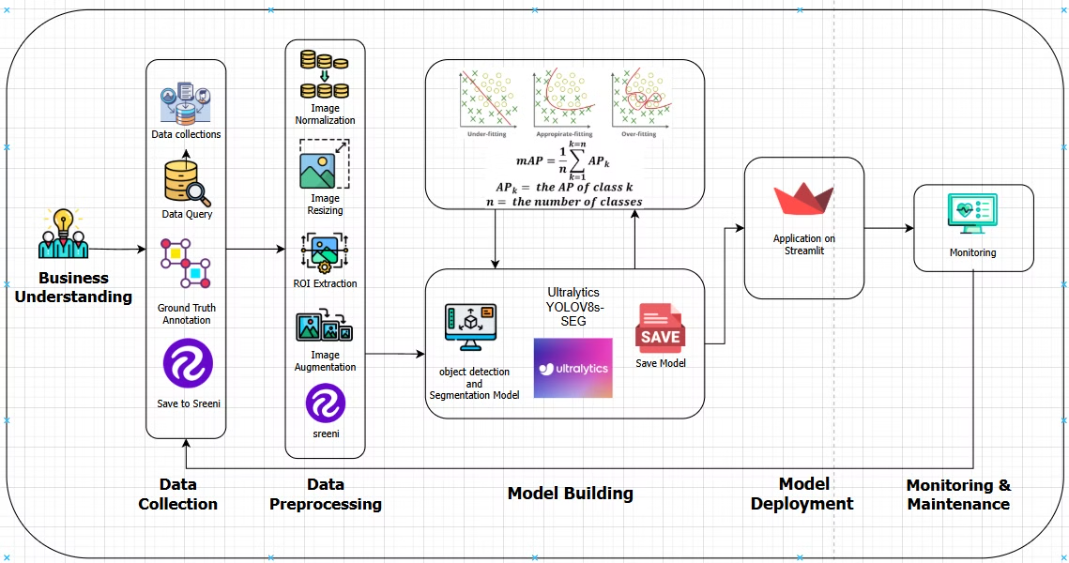 Business
Understanding
Data collections
Data Query
Ground Truth
Annotation
Save to Sreeni
Data
Collection
Image
Normalization
Image
Resizing
ROI Extraction
Image
Augmentation
sreeni
Data
Preprocessing
Under-fitting
Appropirate-fitting
Over-fitting
mAP = 1/n ∑ k=1 k=n APk
APk = the AP of class k
n = the number of classes
object detection
and
Segmentation Model
Ultralytics
YOLOV8s-
SEG
ultralytics
SAVE
Save Model
Model Building
Application on
Streamlit
Model
Deployment
Monitoring
Monitoring &
Maintenance